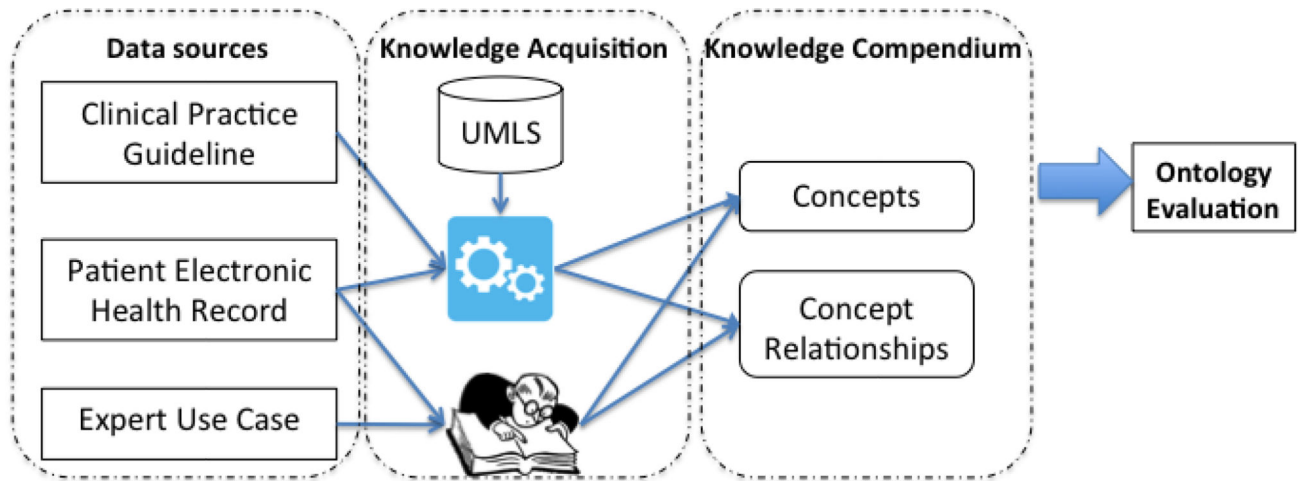 Data sources
Clinical Practice
Guideline
Patient Electronic
Health Record
Expert Use Case
Knowledge Acquisition
UMLS
Knowledge Compendium
Concepts
Concept
Relationships
Ontology
Evaluation